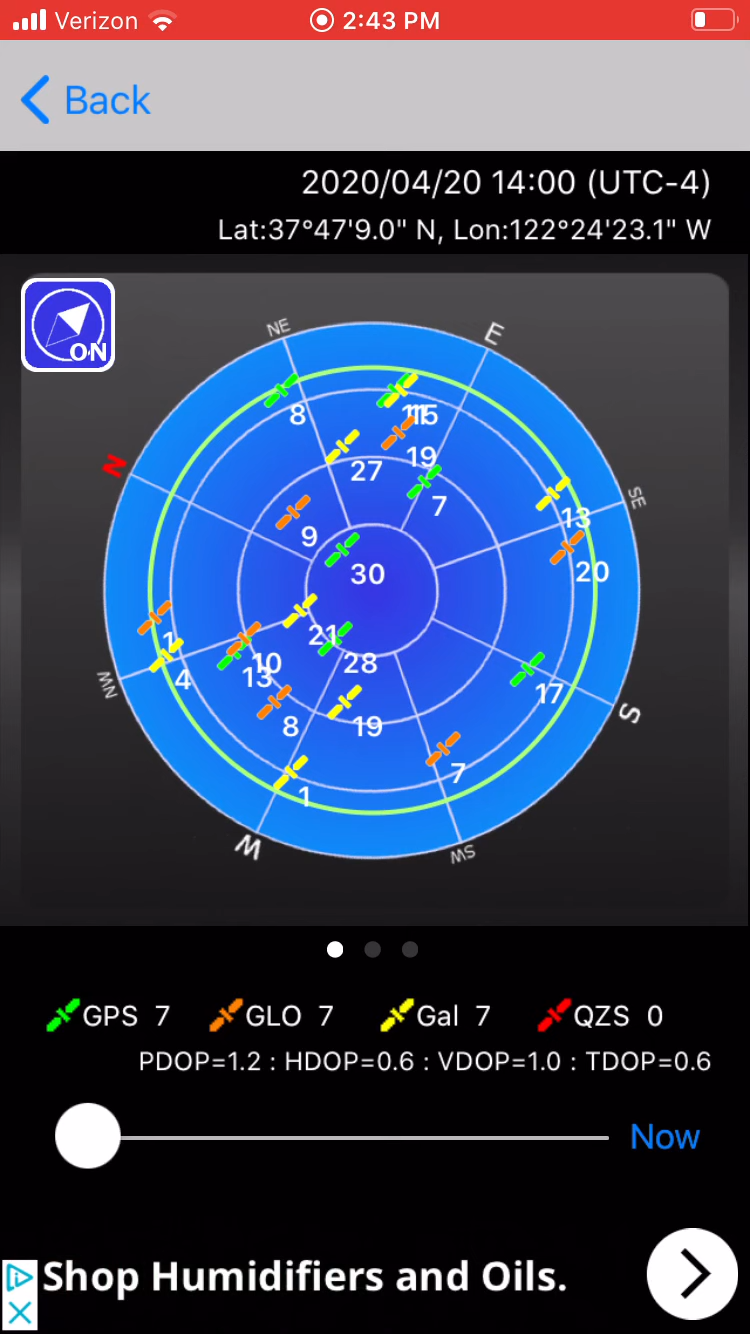 Verizon 2:43 PM
Back
2020/04/20 14:00 (UTC-4)
Lat:37°47'9.0" N, Lon:122°24'23.1" W
ON
NE
E
8
15
27
19
7
N
SE
9
13
30
20
1
21
10
28
4
13
17
NW
8
19
S
7
1
W
SW
GPS 7 GLO 7 Gal 7 QZS 0
PDOP=1.2 : HDOP=0.6 : VDOP=1.0 : TDOP=0.6
Now
Shop Humidifiers and Oils.